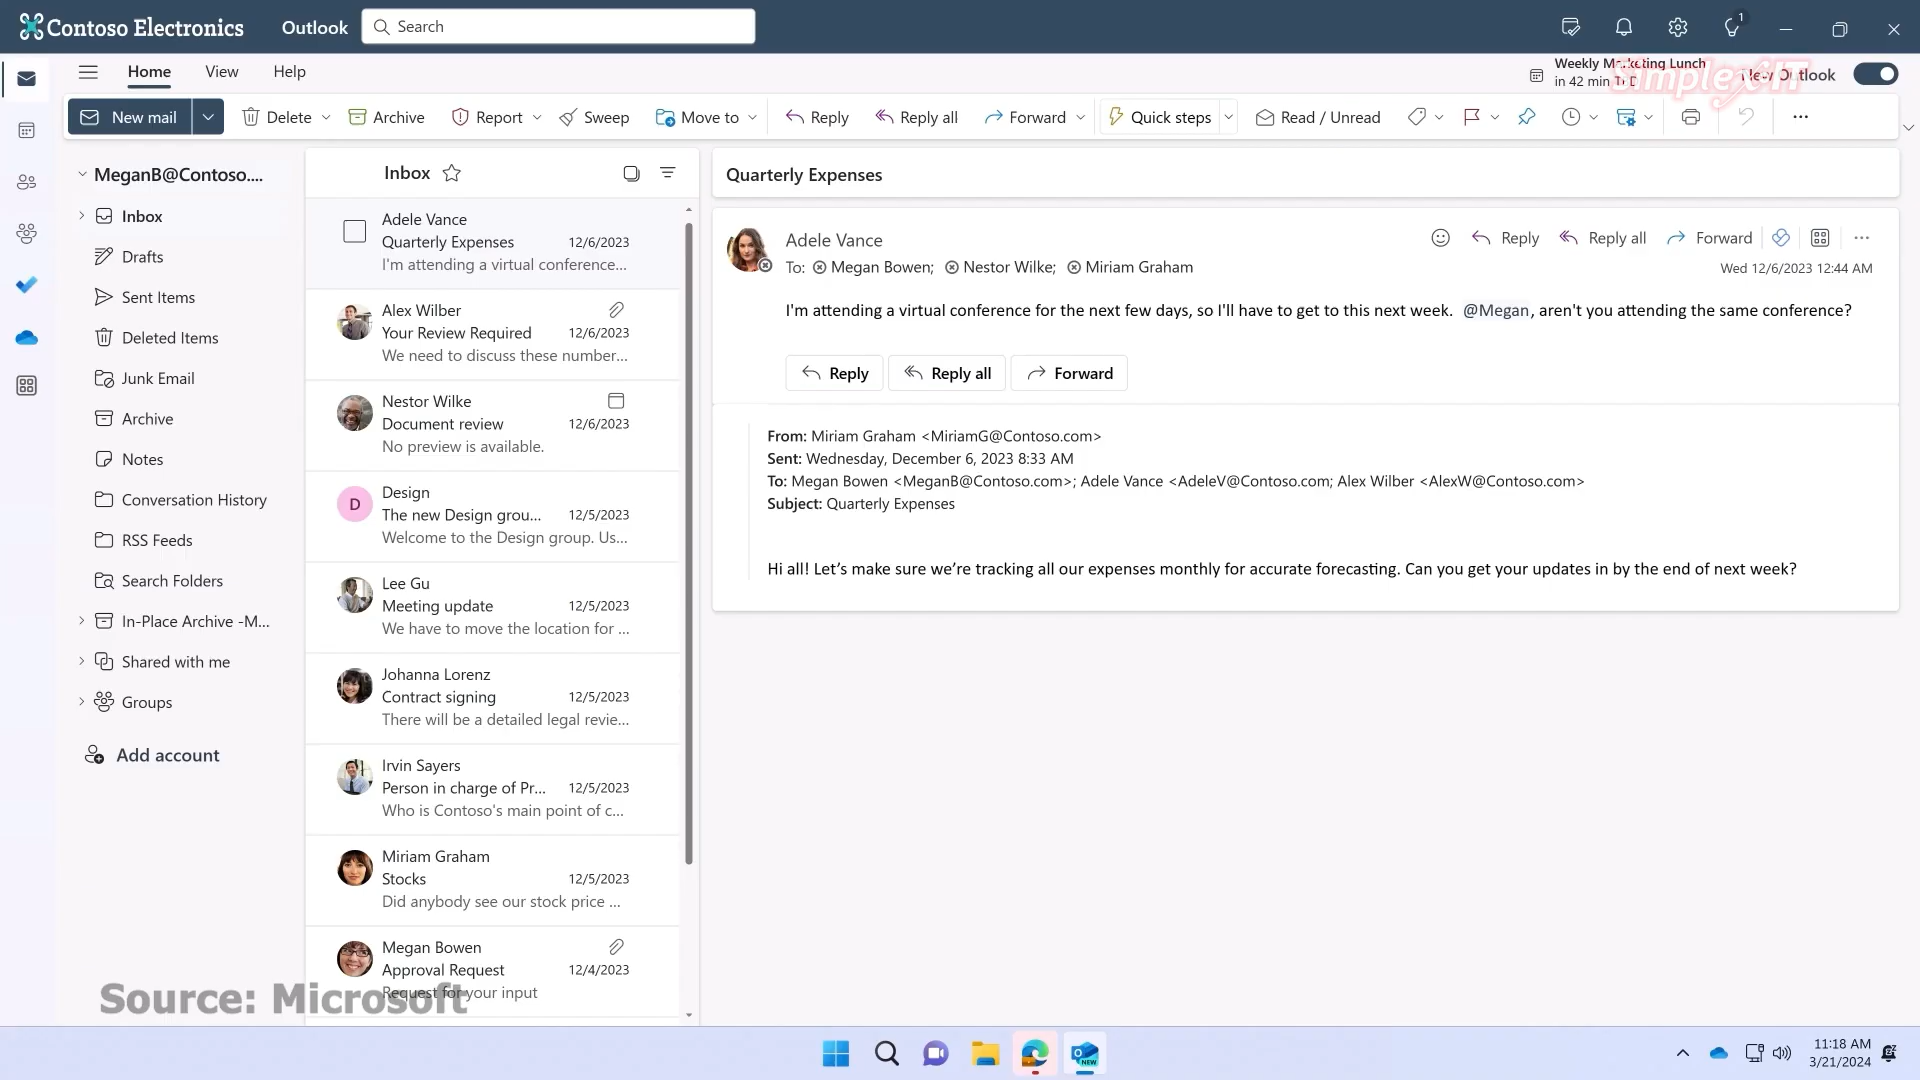 Contoso Electronics
Outlook
Search
1
Home
View
Help
Weekly Marketing Lunch
in 42 min TBD
New Outlook
SimplexIT
New mail
Delete
Archive
Report
Sweep
Move to
Reply
Reply all
Forward
Quick steps
Read / Unread
MeganB@Contoso....
Inbox
Drafts
Sent Items
Deleted Items
Junk Email
Archive
Notes
Conversation History
RSS Feeds
Search Folders
In-Place Archive -M...
Shared with me
Groups
Add account
Inbox
Adele Vance
Quarterly Expenses 12/6/2023
I'm attending a virtual conference...
Alex Wilber
Your Review Required 12/6/2023
We need to discuss these number...
Nestor Wilke
Document review 12/6/2023
No preview is available.
D
Design
The new Design grou... 12/5/2023
Welcome to the Design group. Us...
Lee Gu
Meeting update 12/5/2023
We have to move the location for ...
Johanna Lorenz
Contract signing 12/5/2023
There will be a detailed legal revie...
Irvin Sayers
Person in charge of Pr... 12/5/2023
Who is Contoso's main point of c...
Miriam Graham
Stocks 12/5/2023
Did anybody see our stock price ...
Megan Bowen
Approval Request 12/4/2023
Request for your input
Source: Microsoft
Quarterly Expenses
Adele Vance
Reply
Reply all
Forward
To: Megan Bowen; Nestor Wilke; Miriam Graham
Wed 12/6/2023 12:44 AM
I'm attending a virtual conference for the next few days, so I'll have to get to this next week. @Megan, aren't you attending the same conference?
Reply
Reply all
Forward
From: Miriam Graham <MiriamG@Contoso.com>
Sent: Wednesday, December 6, 2023 8:33 AM
To: Megan Bowen <MeganB@Contoso.com>; Adele Vance <AdeleV@Contoso.com; Alex Wilber <AlexW@Contoso.com>
Subject: Quarterly Expenses
Hi all! Let’s make sure we’re tracking all our expenses monthly for accurate forecasting. Can you get your updates in by the end of next week?
NEW
11:18 AM
3/21/2024